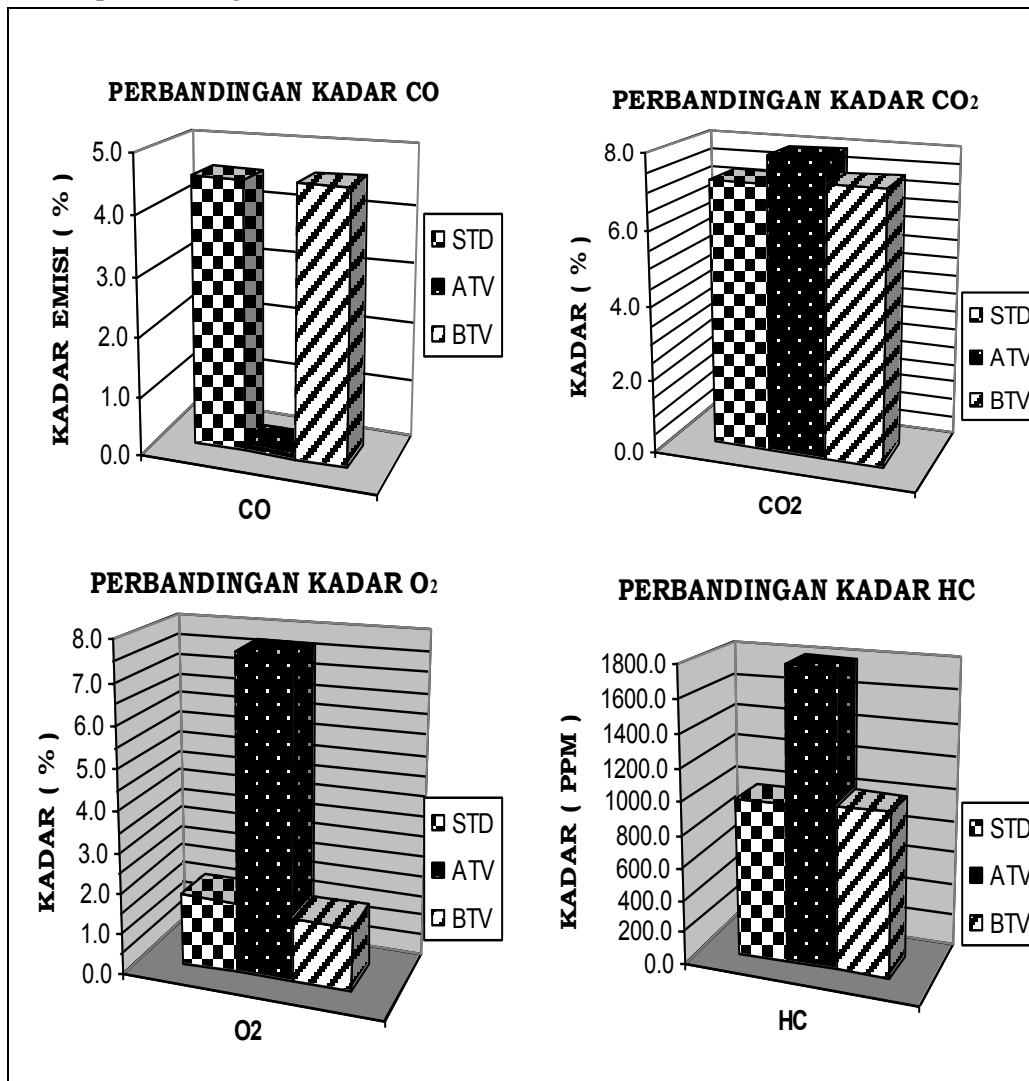 PERBANDINGAN KADAR CO
KADAR EMISI ( % )
5.0
4.0
3.0
2.0
1.0
0.0
CO
STD
ATV
BTV
PERBANDINGAN KADAR CO2
KADAR ( % )
8.0
6.0
4.0
2.0
0.0
CO2
STD
ATV
BTV
PERBANDINGAN KADAR O2
KADAR ( % )
8.0
7.0
6.0
5.0
4.0
3.0
2.0
1.0
0.0
O2
STD
ATV
BTV
PERBANDINGAN KADAR HC
KADAR ( PPM )
1800.0
1600.0
1400.0
1200.0
1000.0
800.0
600.0
400.0
200.0
0.0
HC
STD
ATV
BTV